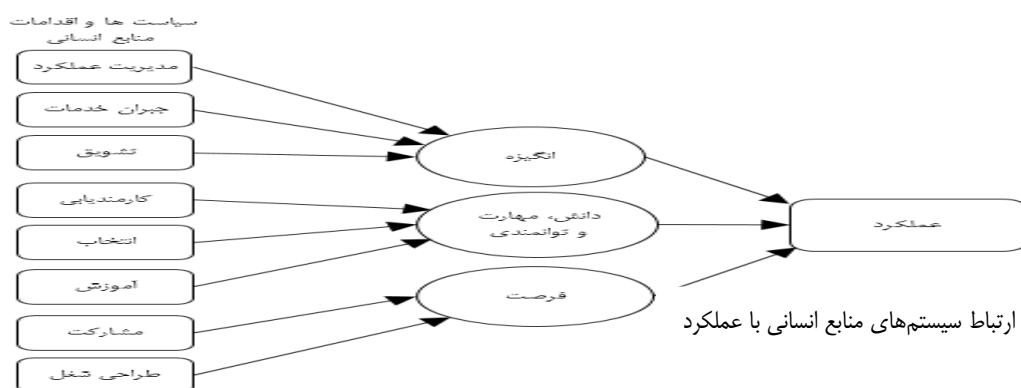 سیاست ها و اقدامات
منابع انسانی
مدیریت عملکرد
جبران خدمات
تشویق
کارمندیابی
انتخاب
آموزش
مشارکت
طراحی شغل
انگیزه
دانش، مهارت
و توانمندی
فرصت
عملکرد
ارتباط سیستم‌های منابع انسانی با عملکرد